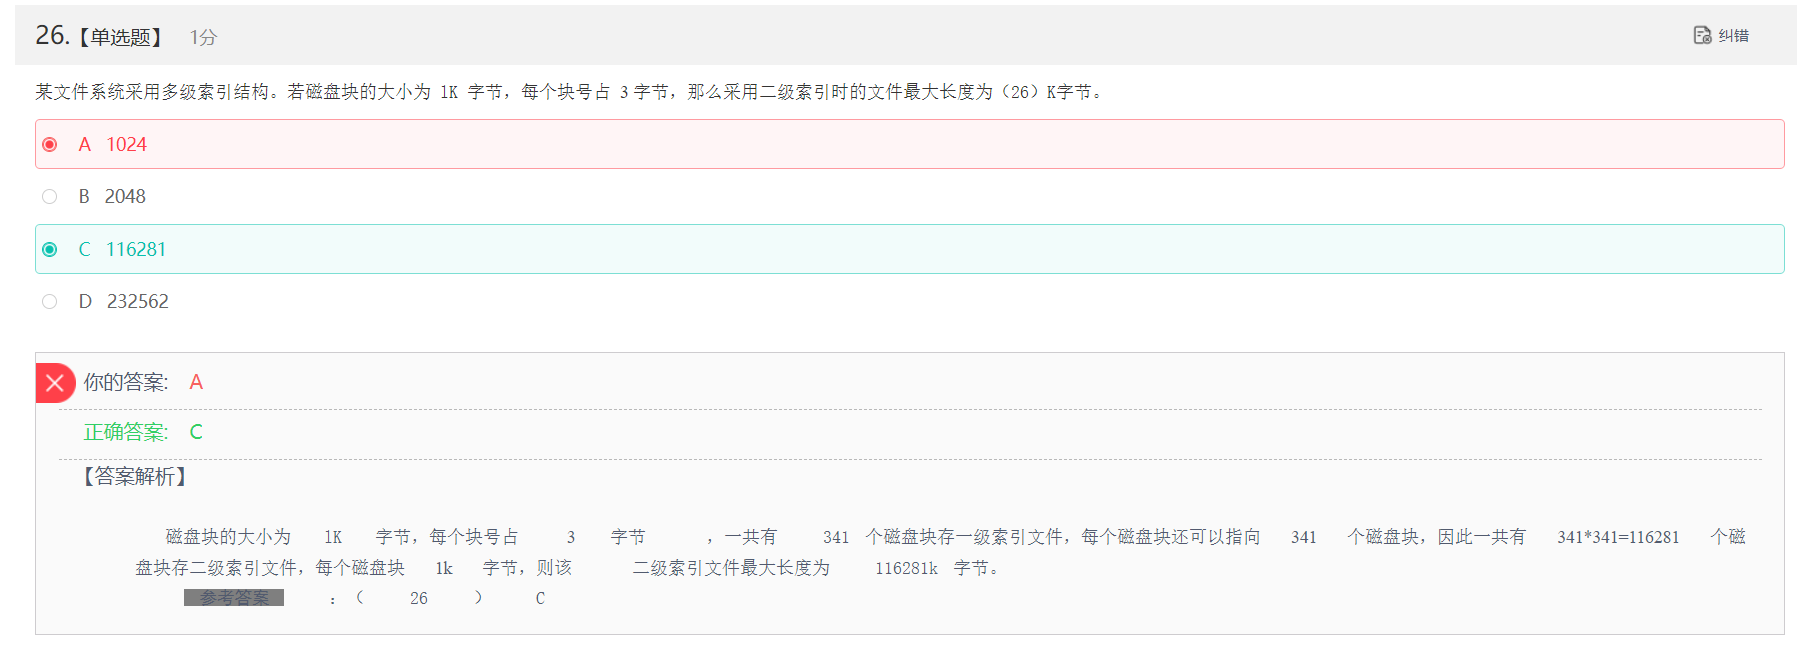 26.【单选题】 1分 纠错
某文件系统采用多级索引结构。若磁盘块的大小为 1K 字节，每个块号占 3字节，那么采用二级索引时的文件最大长度为（26）K字节。
A 1024
B 2048
C 116281
D 232562
你的答案: A
正确答案: C
【答案解析】
磁盘块的大小为 1K 字节，每个块号占 3 字节 ，一共有 341 个磁盘块存一级索引文件，每个磁盘块还可以指向 341 个磁盘块，因此一共有 341*341=116281 个磁
盘块存二级索引文件，每个磁盘块 1k 字节，则该 二级索引文件最大长度为 116281k 字节。
参考答案 ：（ 26 ） C